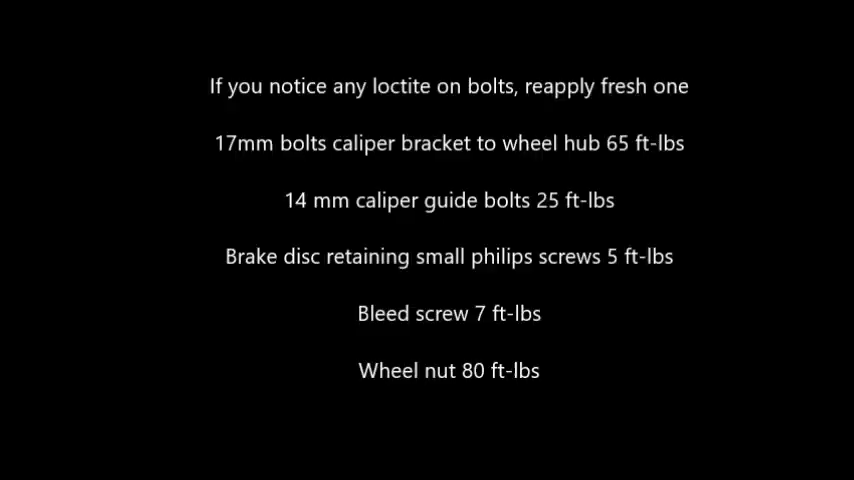 If you notice any loctite on bolts, reapply fresh one
17mm bolts caliper bracket to wheel hub 65 ft-lbs
14 mm caliper guide bolts 25 ft-lbs
Brake disc retaining small philips screws 5 ft-lbs
Bleed screw 7 ft-lbs
Wheel nut 80 ft-lbs